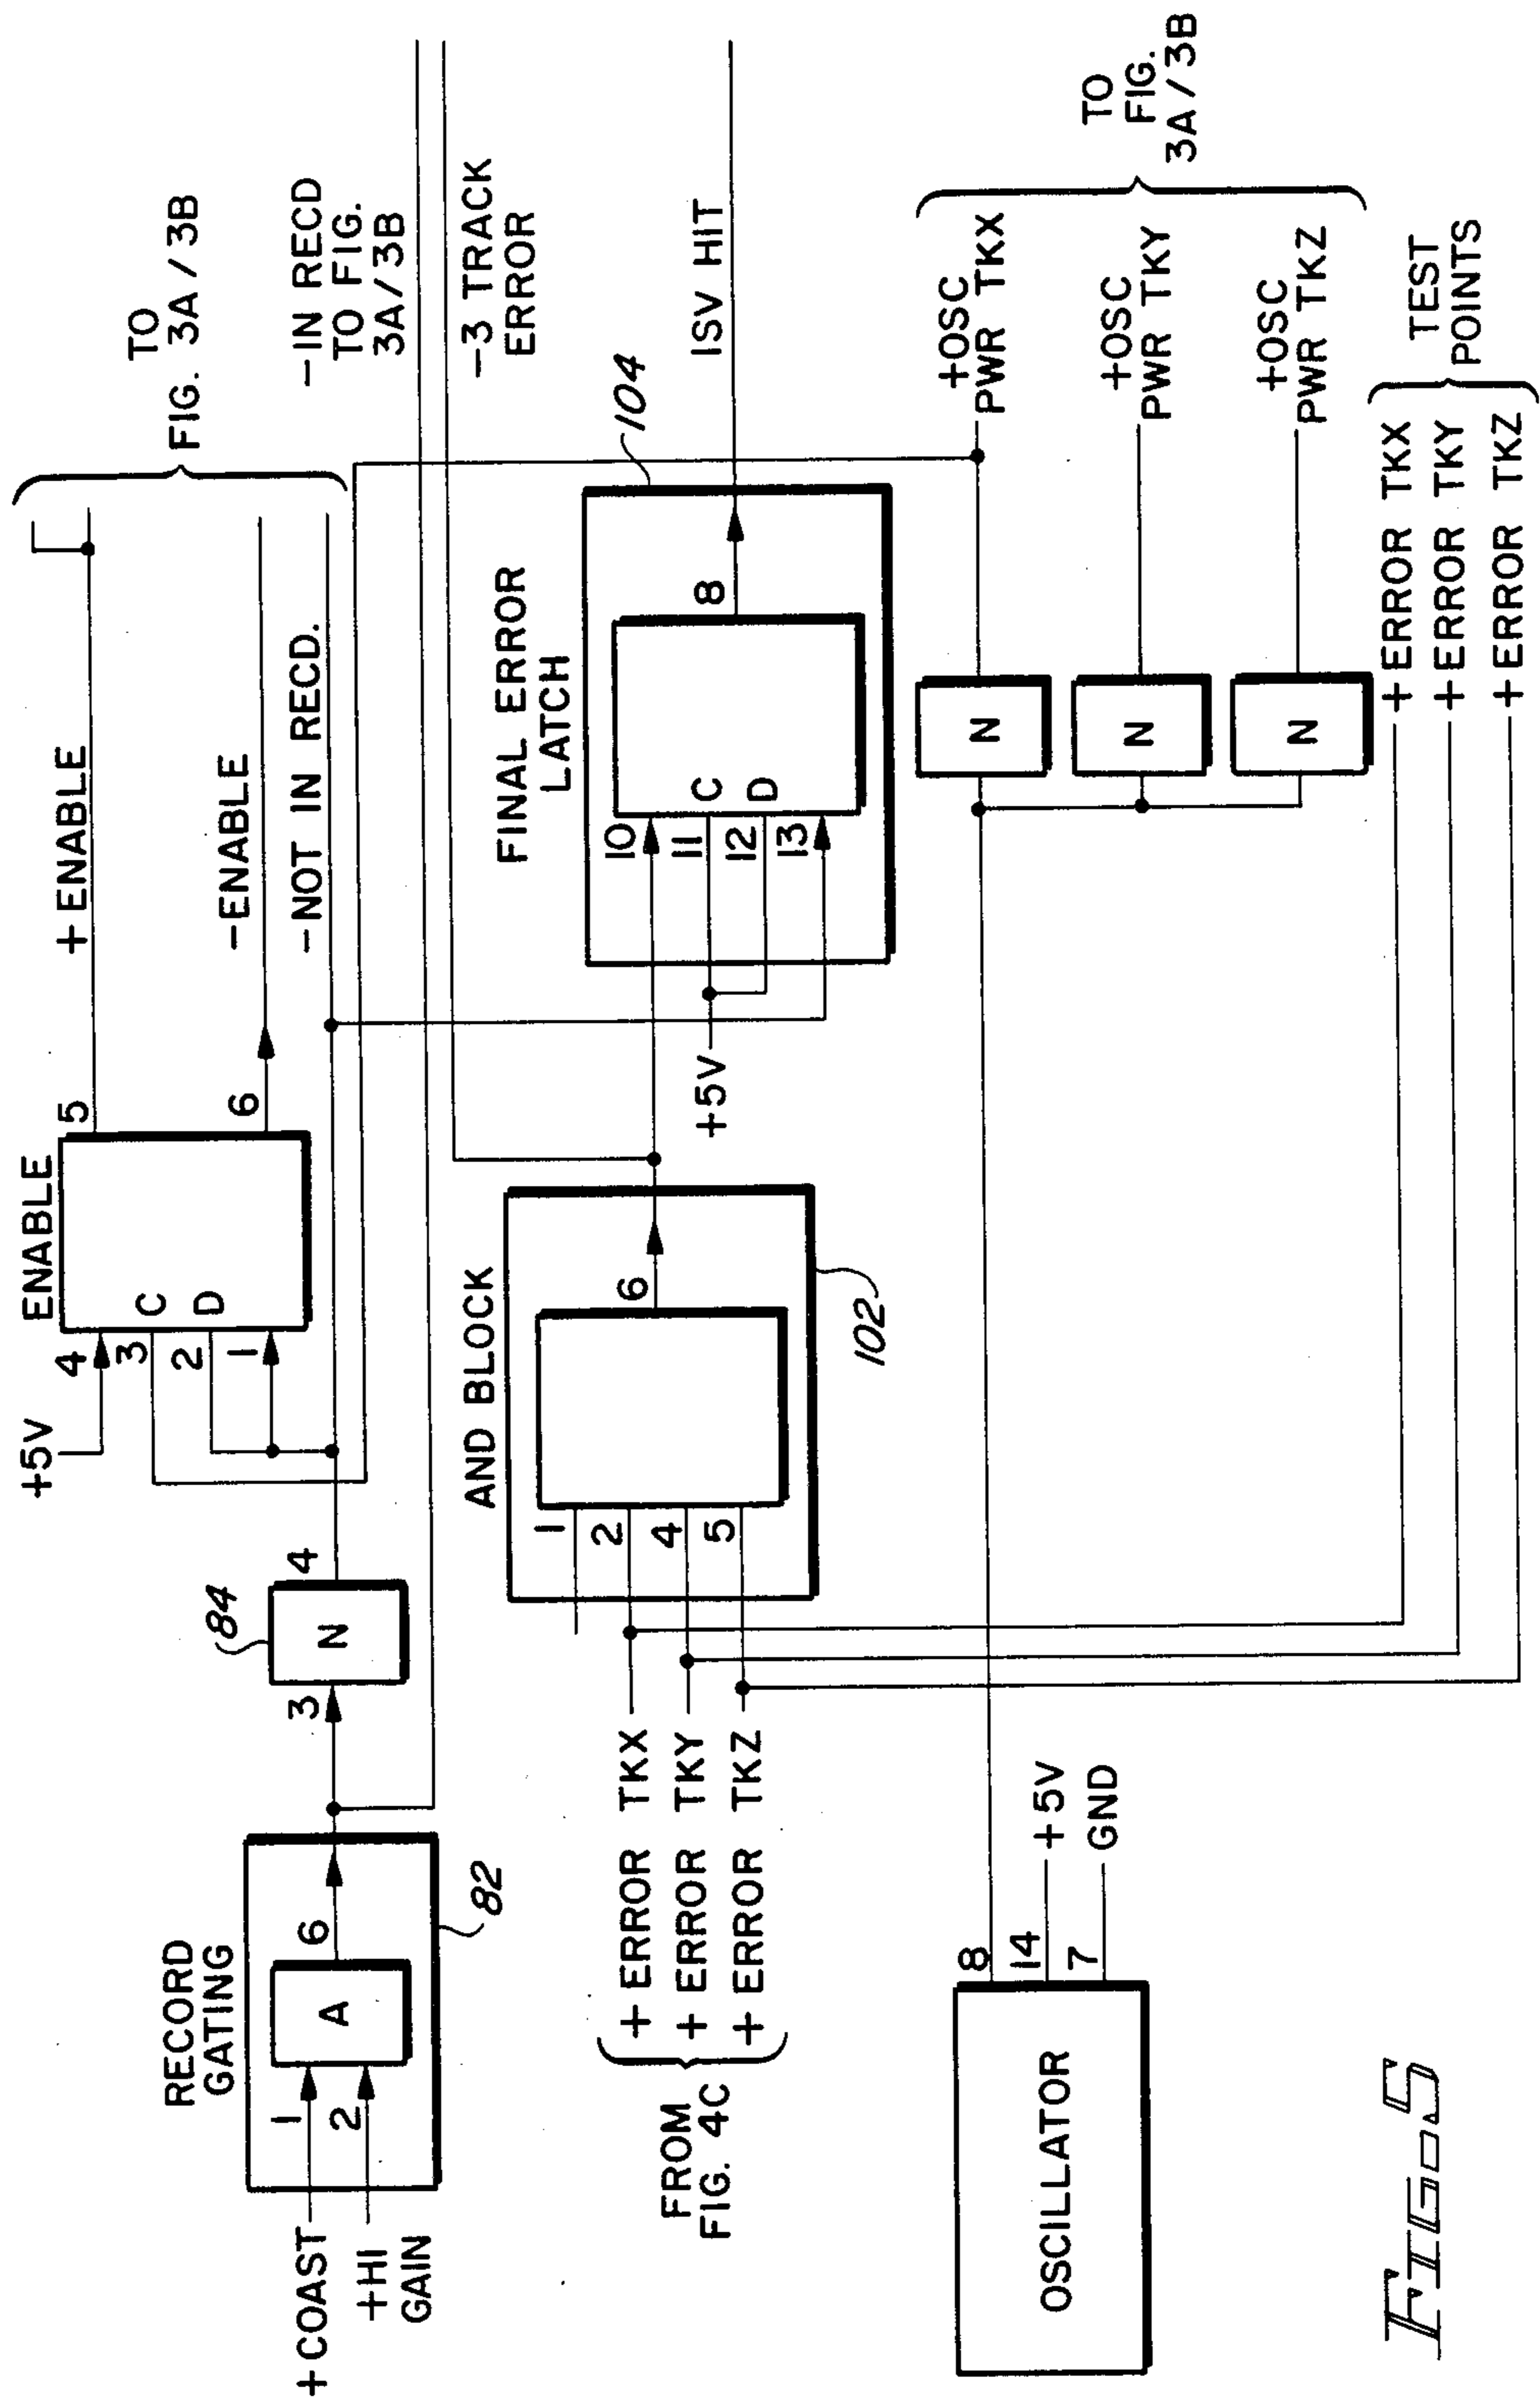 +5V
ENABLE
4
3
2
1
C
D
5
6
+ ENABLE
-ENABLE
-NOT IN RECD.
TO
FIG. 3A / 3B
-IN RECD
TO FIG.
3A/3B
RECORD
GATING
+ COAST
+HI
GAIN
1
2
A
6
82
3
N
4
84
-3 TRACK
ERROR
AND BLOCK
1
2
4
5
6
102
FROM
FIG. 4C
+ ERROR TKX
+ ERROR TKY
+ ERROR TKZ
FINAL ERROR
LATCH
10
11
12
13
C
D
8
+5V
104
ISV HIT
OSCILLATOR
8
14
7
+5V
GND
N
N
N
+OSC
PWR TKX
+OSC
PWR TKY
+OSC
PWR TKZ
TO
FIG.
3A / 3B
+ ERROR TKX
+ ERROR TKY
+ ERROR TKZ
TEST
POINTS
FIG. 5